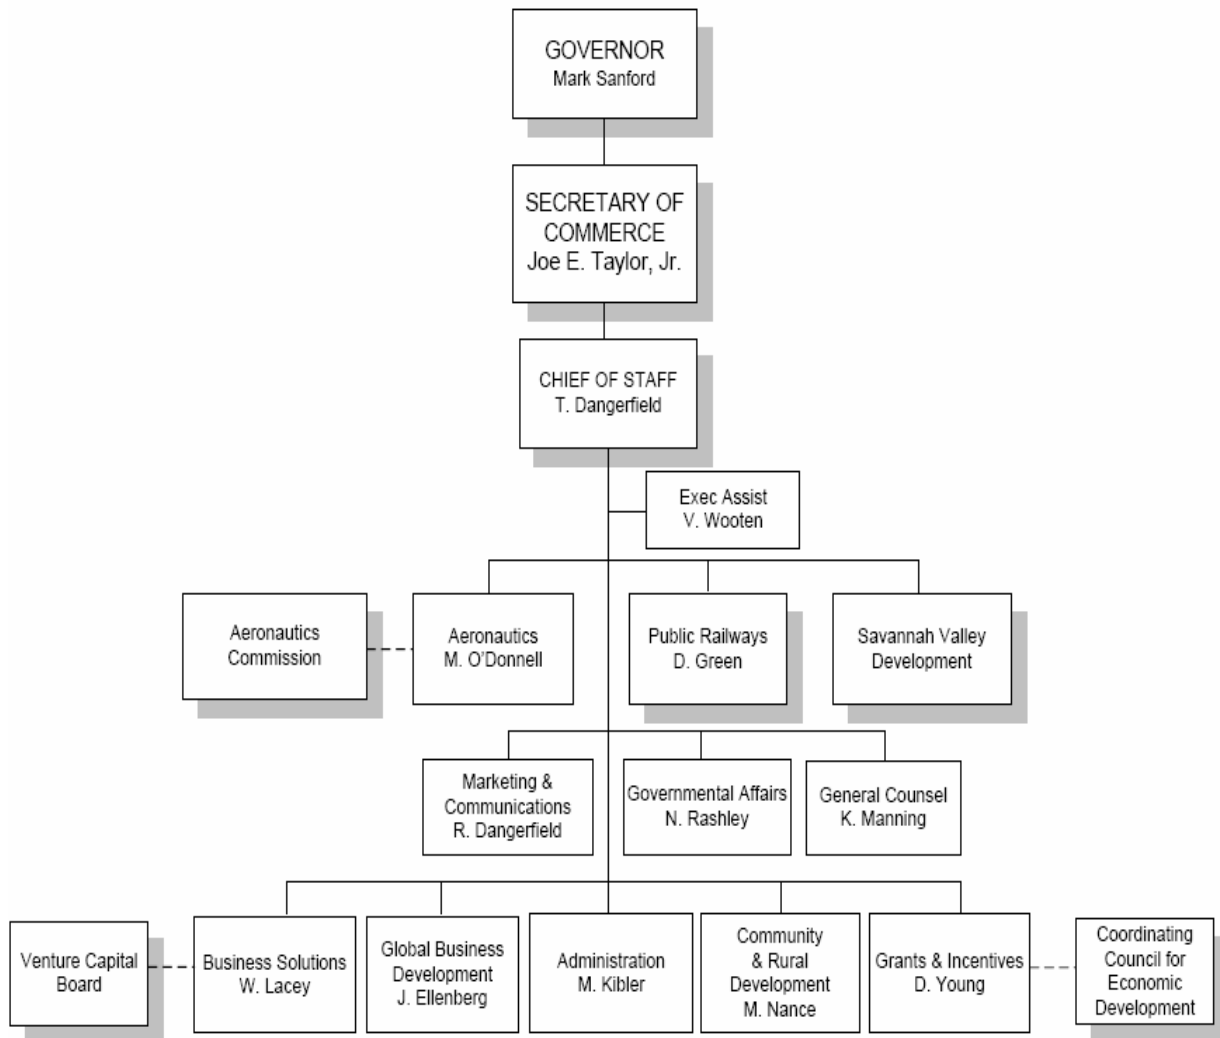 GOVERNOR
Mark Sanford
SECRETARY OF
COMMERCE
Joe E. Taylor, Jr.
CHIEF OF STAFF
T. Dangerfield
Exec Assist
V. Wooten
Aeronautics
Commission
Aeronautics
M. O'Donnell
Public Railways
D. Green
Savannah Valley
Development
Marketing &
Communications
R. Dangerfield
Governmental Affairs
N. Rashley
General Counsel
K. Manning
Venture Capital
Board
Business Solutions
W. Lacey
Global Business
Development
J. Ellenberg
Administration
M. Kibler
Community
& Rural
Development
M. Nance
Grants & Incentives
D. Young
Coordinating
Council for
Economic
Development